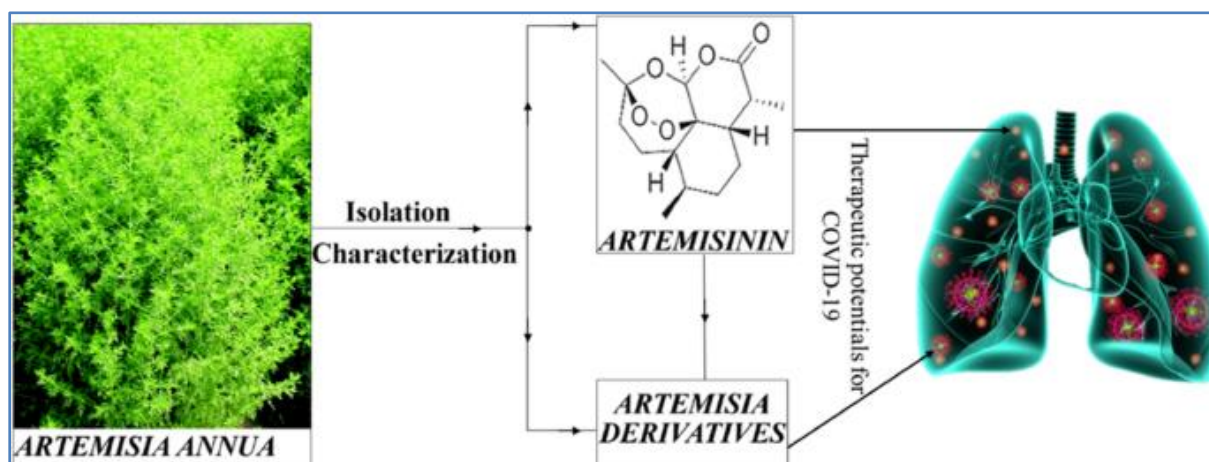 ARTEMISIA ANNUA
Isolation
Characterization
H
O
O
O
O
O
H
H
ARTEMISININ
ARTEMISIA
DERIVATIVES
Therapeutic potentials for
COVID-19